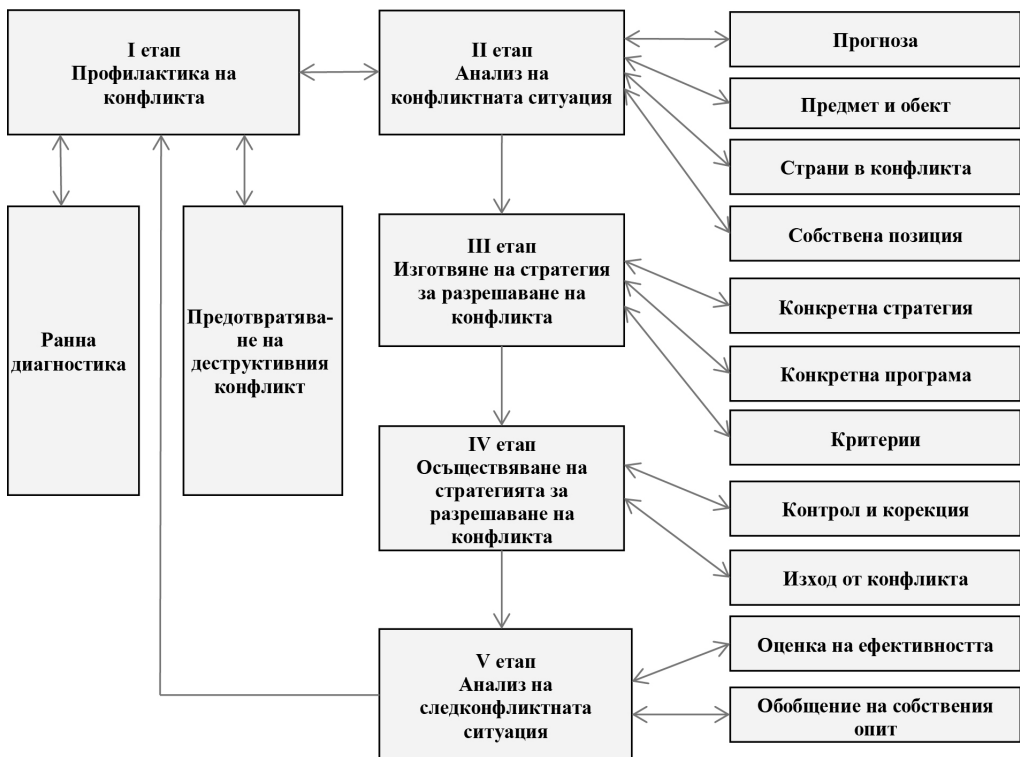 I етап
Профилактика на
конфликта
II етап
Анализ на
конфликтната ситуация
Прогноза
Предмет и обект
Страни в конфликта
Собствена позиция
Ранна
диагностика
Предотвратява-
не на
деструктивния
конфликт
III етап
Изготвяне на стратегия
за разрешаване на
конфликта
Конкретна стратегия
Конкретна програма
Критерии
IV етап
Осъществяване на
стратегията за
разрешаване на
конфликта
Контрол и корекция
Изход от конфликта
V етап
Анализ на
следконфликтната
ситуация
Оценка на ефективността
Обобщение на собствения
опит